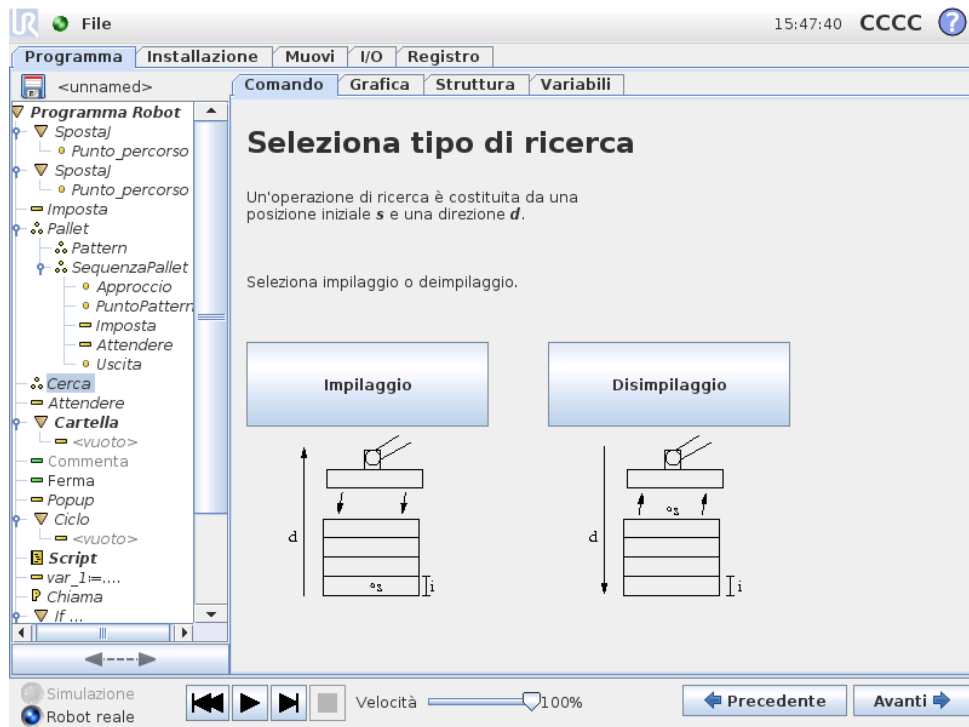 UR File 15:47:40 CCCC ?
Programma Installazione Muovi I/O Registro
<unnamed>
Comando Grafica Struttura Variabili
Programma Robot
SpostaJ
Punto_percorso
SpostaJ
Punto_percorso
Imposta
Pallet
Pattern
SequenzaPallet
Approccio
PuntoPattern
Imposta
Attendere
Uscita
Cerca
Attendere
Cartella
<vuoto>
Commenta
Ferma
Popup
Ciclo
<vuoto>
Script
var_1:=....
Chiama
If ...
Seleziona tipo di ricerca
Un'operazione di ricerca è costituita da una
posizione iniziale s e una direzione d.
Seleziona impilaggio o deimpilaggio.
Impilaggio
Disimpilaggio
d
s
i
d
s
i
Simulazione
Robot reale
Velocità 100%
Precedente
Avanti